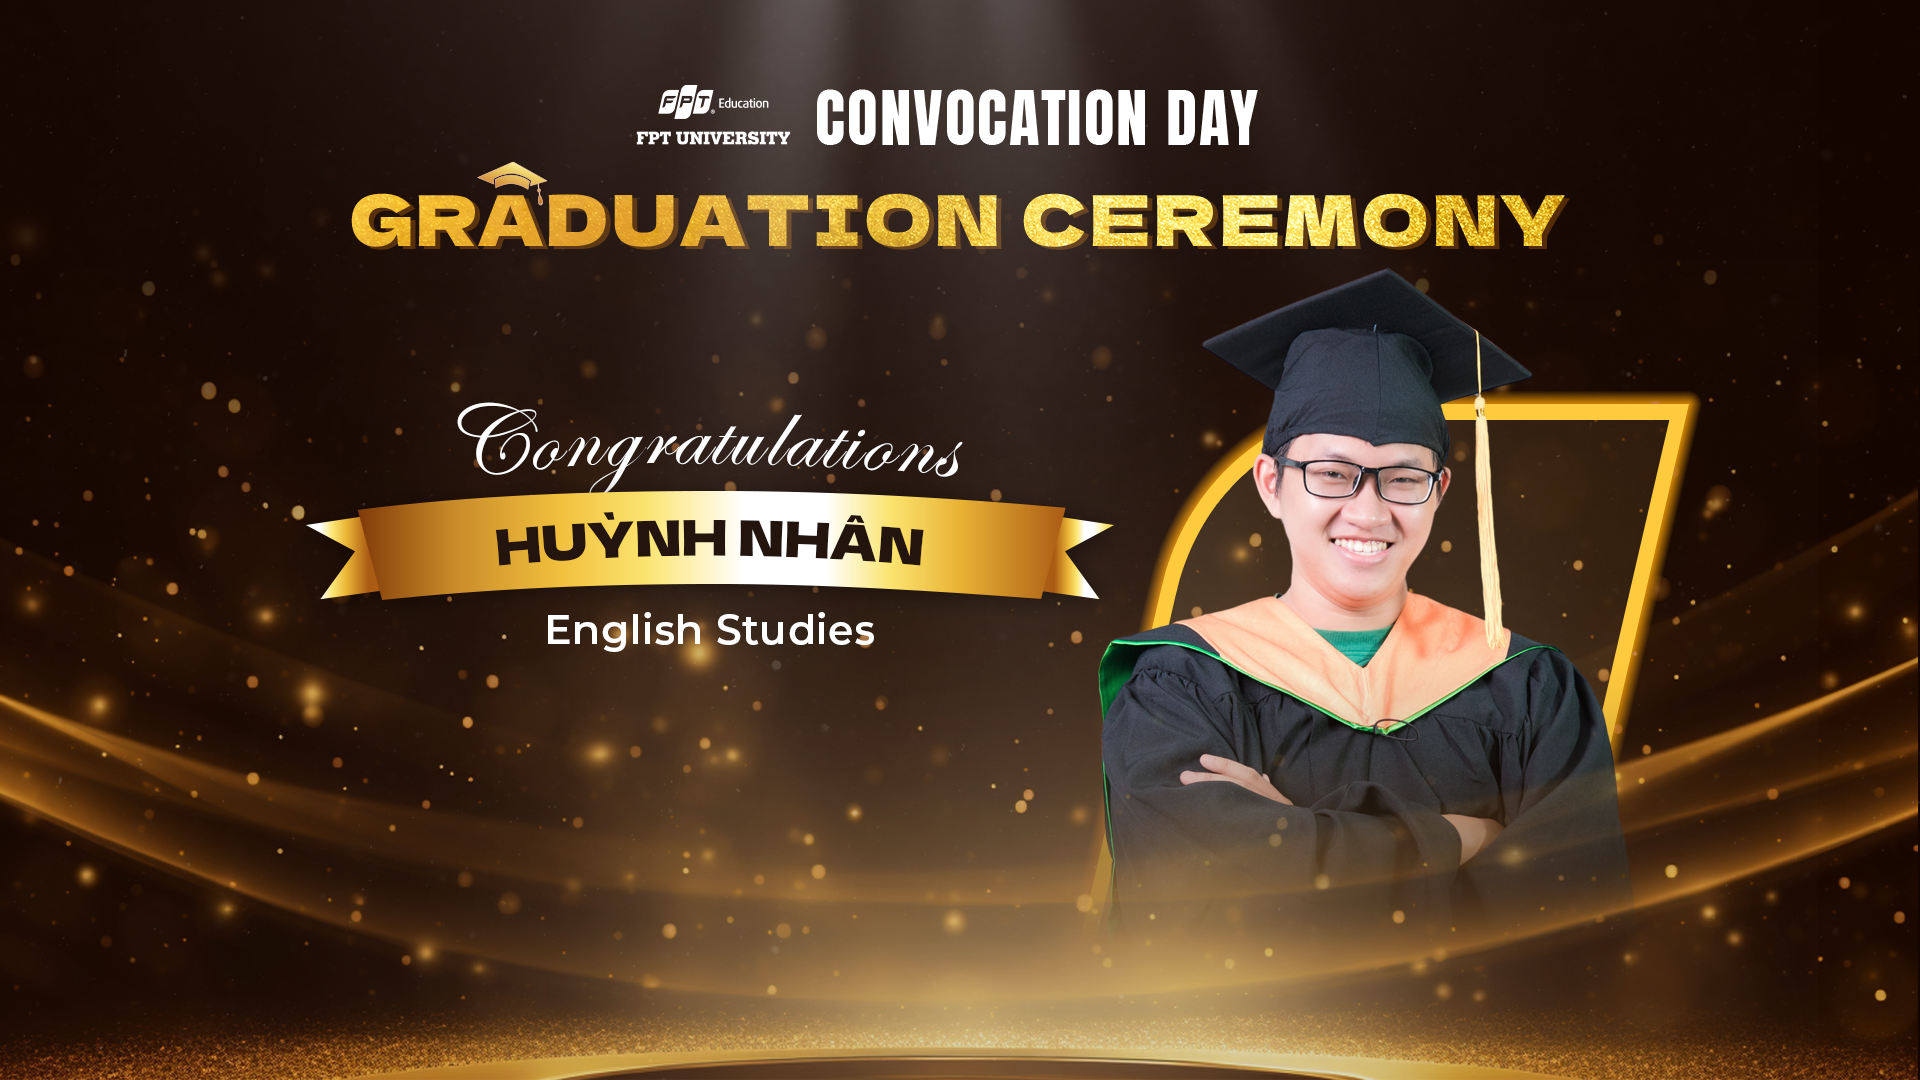 FPT Education
FPT UNIVERSITY
CONVOCATION DAY
GRADUATION CEREMONY
Congratulations
HUỲNH NHÂN
English Studies